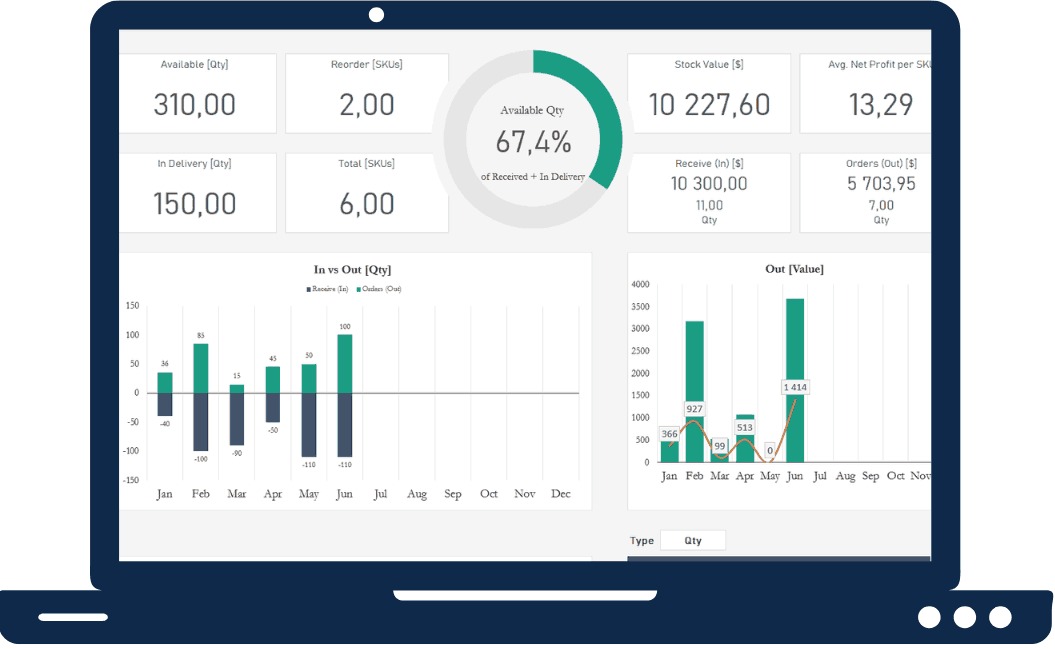 Available [Qty]
310,00
Reorder [SKUs]
2,00
Available Qty
67,4%
of Received + In Delivery
Stock Value [$]
10 227,60
Avg. Net Profit per SKU
13,29
In Delivery [Qty]
150,00
Total [SKUs]
6,00
Receive (In) [$]
10 300,00
11,00
Qty
Orders (Out) [$]
5 703,95
7,00
Qty
In vs Out [Qty]
Receive (In) Orders (Out)
150
100
50
0
-50
-100
-150
36
85
15
45
50
100
-40
-100
-90
-50
-110
-110
Jan Feb Mar Apr May Jun Jul Aug Sep Oct Nov Dec
Out [Value]
4000
3500
3000
2500
2000
1500
1000
500
0
366
927
99
513
0
1 414
Jan Feb Mar Apr May Jun Jul Aug Sep Oct Nov
Type Qty